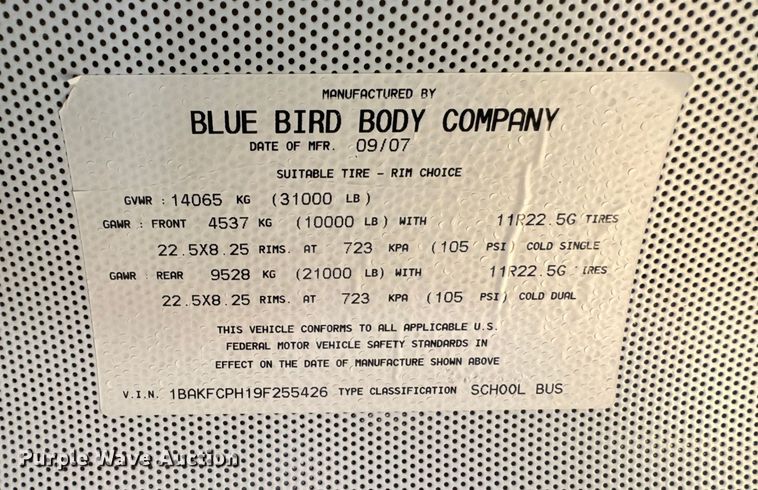 MANUFACTURED BY
BLUE BIRD BODY COMPANY
DATE OF MFR. 09/07
SUITABLE TIRE - RIM CHOICE
GVWR : 14065 KG (31000 LB)
GAWR : FRONT 4537 KG (10000 LB) WITH 11R22.5G TIRES
22.5X8.25 RIMS. AT 723 KPA (105 PSI) COLD SINGLE
GAWR : REAR 9528 KG (21000 LB) WITH 11R22.5G TIRES
22.5X8.25 RIMS. AT 723 KPA (105 PSI) COLD DUAL
THIS VEHICLE CONFORMS TO ALL APPLICABLE U.S.
FEDERAL MOTOR VEHICLE SAFETY STANDARDS IN
EFFECT ON THE DATE OF MANUFACTURE SHOWN ABOVE
V.I.N. 1BAKFCPH19F255426 TYPE CLASSIFICATION SCHOOL BUS
Purple Wave Auction